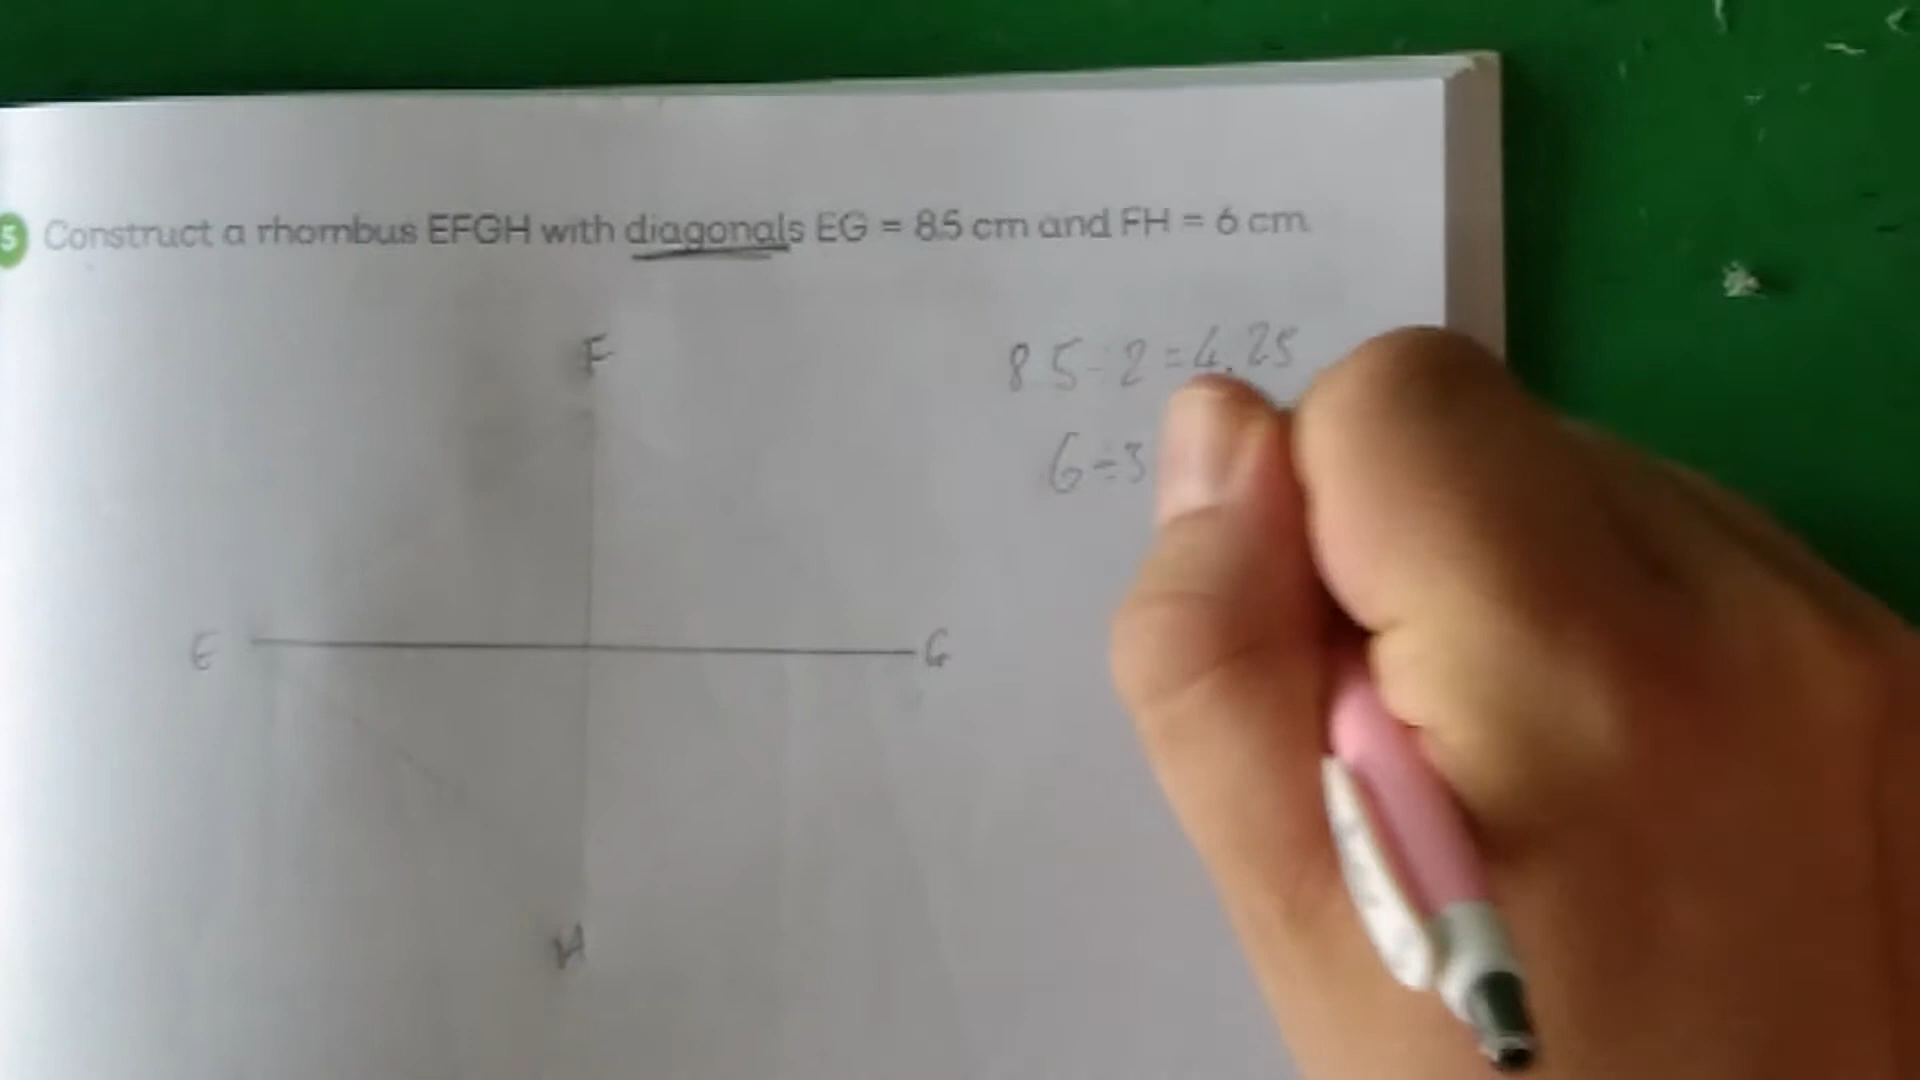 5 Construct a rhombus EFGH with diagonals EG = 8.5 cm and FH = 6 cm.
F
8 5 ÷ 2 = 4.25
6 ÷ 3
E G
H